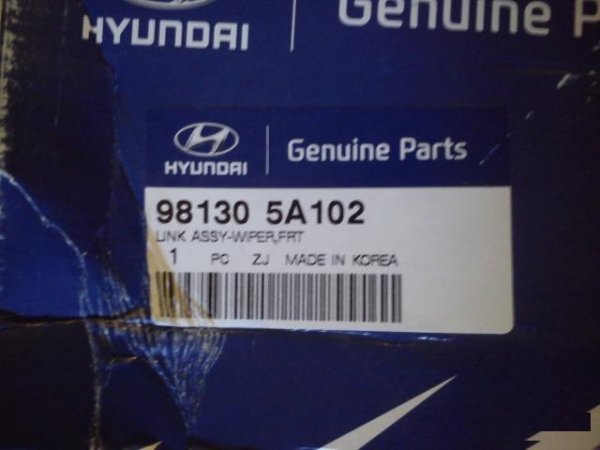 HYUNDAI
Genuine P
HYUNDAI
Genuine Parts
98130 5A102
LINK ASSY-WIPER,FRT
1 PC ZJ MADE IN KOREA